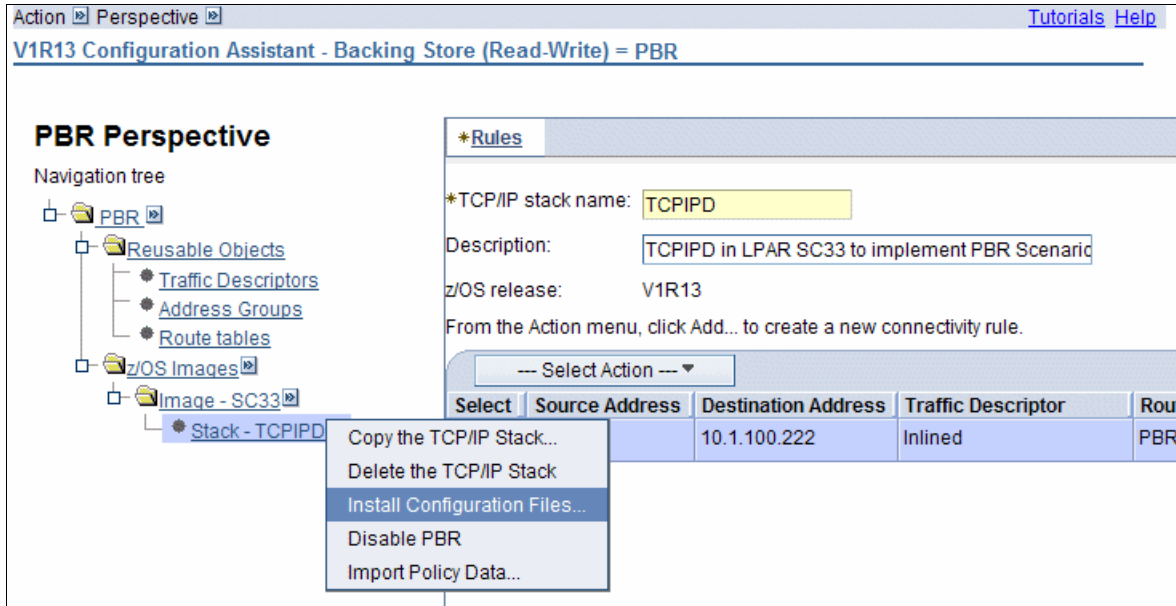 Action Perspective Tutorials Help
V1R13 Configuration Assistant - Backing Store (Read-Write) = PBR
PBR Perspective
Navigation tree
PBR
Reusable Objects
Traffic Descriptors
Address Groups
Route tables
z/OS Images
Image - SC33
Stack - TCPIPD
Copy the TCP/IP Stack...
Delete the TCP/IP Stack
Install Configuration Files...
Disable PBR
Import Policy Data...
*Rules
*TCP/IP stack name: TCPIPD
Description: TCPIPD in LPAR SC33 to implement PBR Scenario
z/OS release: V1R13
From the Action menu, click Add... to create a new connectivity rule.
--- Select Action ---
Select Source Address Destination Address Traffic Descriptor Rou
10.1.100.222 Inlined PBR